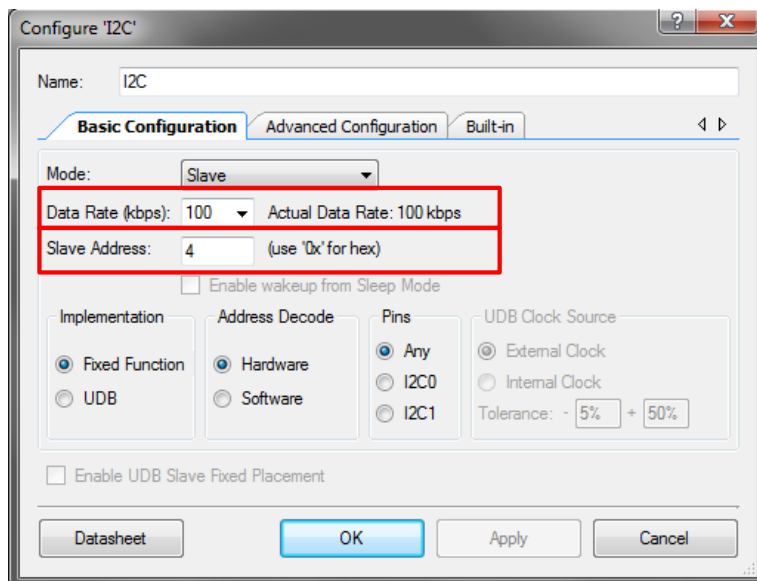 Configure 'I2C'
Name: I2C
Basic Configuration Advanced Configuration Built-in
Mode: Slave
Data Rate (kbps): 100 Actual Data Rate: 100 kbps
Slave Address: 4 (use '0x' for hex)
Enable wakeup from Sleep Mode
Implementation Address Decode Pins UDB Clock Source
Fixed Function Hardware Any External Clock
UDB Software I2C0 Internal Clock
I2C1 Tolerance: - 5% + 50%
Enable UDB Slave Fixed Placement
Datasheet OK Apply Cancel